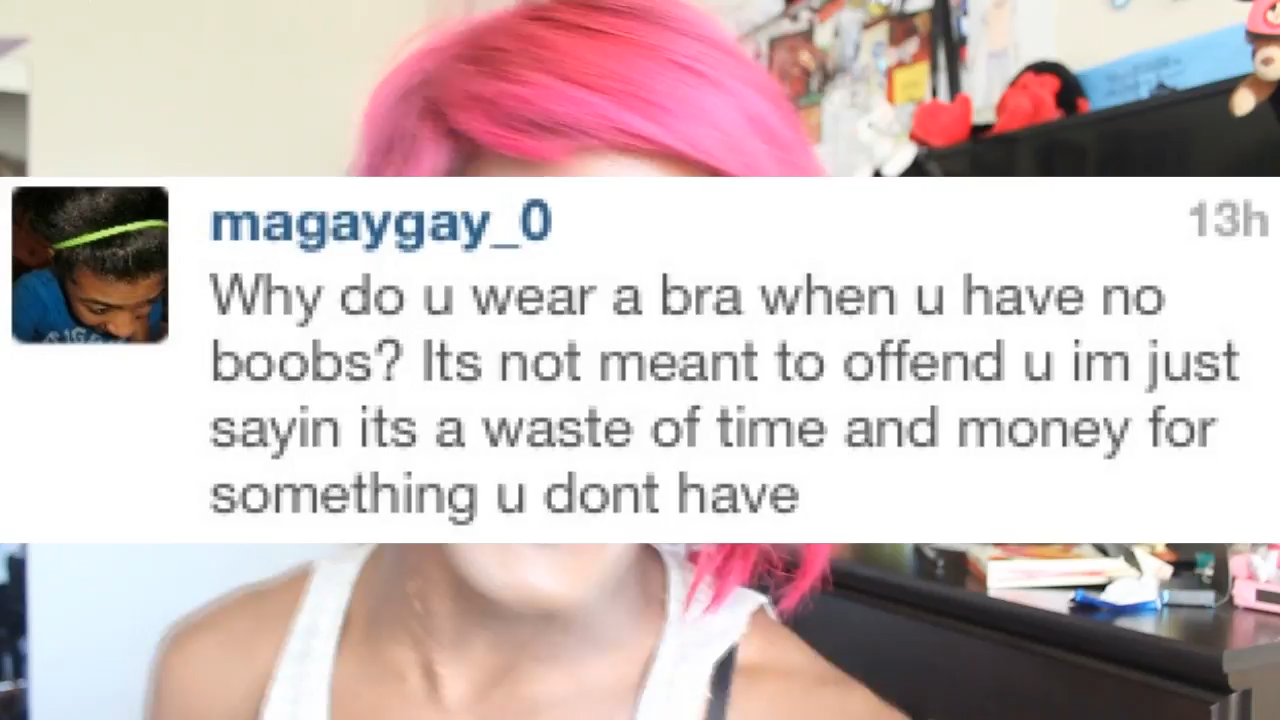 magaygay_0
13h
Why do u wear a bra when u have no
boobs? Its not meant to offend u im just
sayin its a waste of time and money for
something u dont have